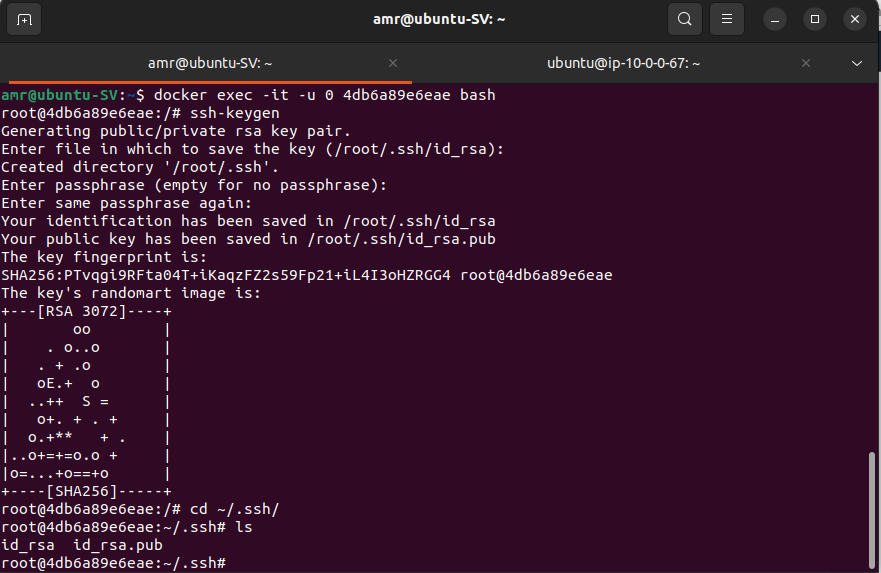 amr@ubuntu-SV: ~
amr@ubuntu-SV: ~
ubuntu@ip-10-0-0-67: ~
amr@ubuntu-SV:~$ docker exec -it -u 0 4db6a89e6eae bash
root@4db6a89e6eae:/# ssh-keygen
Generating public/private rsa key pair.
Enter file in which to save the key (/root/.ssh/id_rsa):
Created directory '/root/.ssh'.
Enter passphrase (empty for no passphrase):
Enter same passphrase again:
Your identification has been saved in /root/.ssh/id_rsa
Your public key has been saved in /root/.ssh/id_rsa.pub
The key fingerprint is:
SHA256:PTvqgi9RFta04T+iKaqzFZ2s59Fp21+iL4I3oHZRGG4 root@4db6a89e6eae
The key's randomart image is:
+---[RSA 3072]----+
|       oo        |
|    . o..o       |
|   . + .o        |
|   oE.+  o       |
|  ..++  S =      |
|   o+. + . +     |
|  o.+**   + .    |
|..o+=+=o.o +     |
|o=...+o==+o      |
+----[SHA256]-----+
root@4db6a89e6eae:/# cd ~/.ssh/
root@4db6a89e6eae:~/.ssh# ls
id_rsa  id_rsa.pub
root@4db6a89e6eae:~/.ssh#